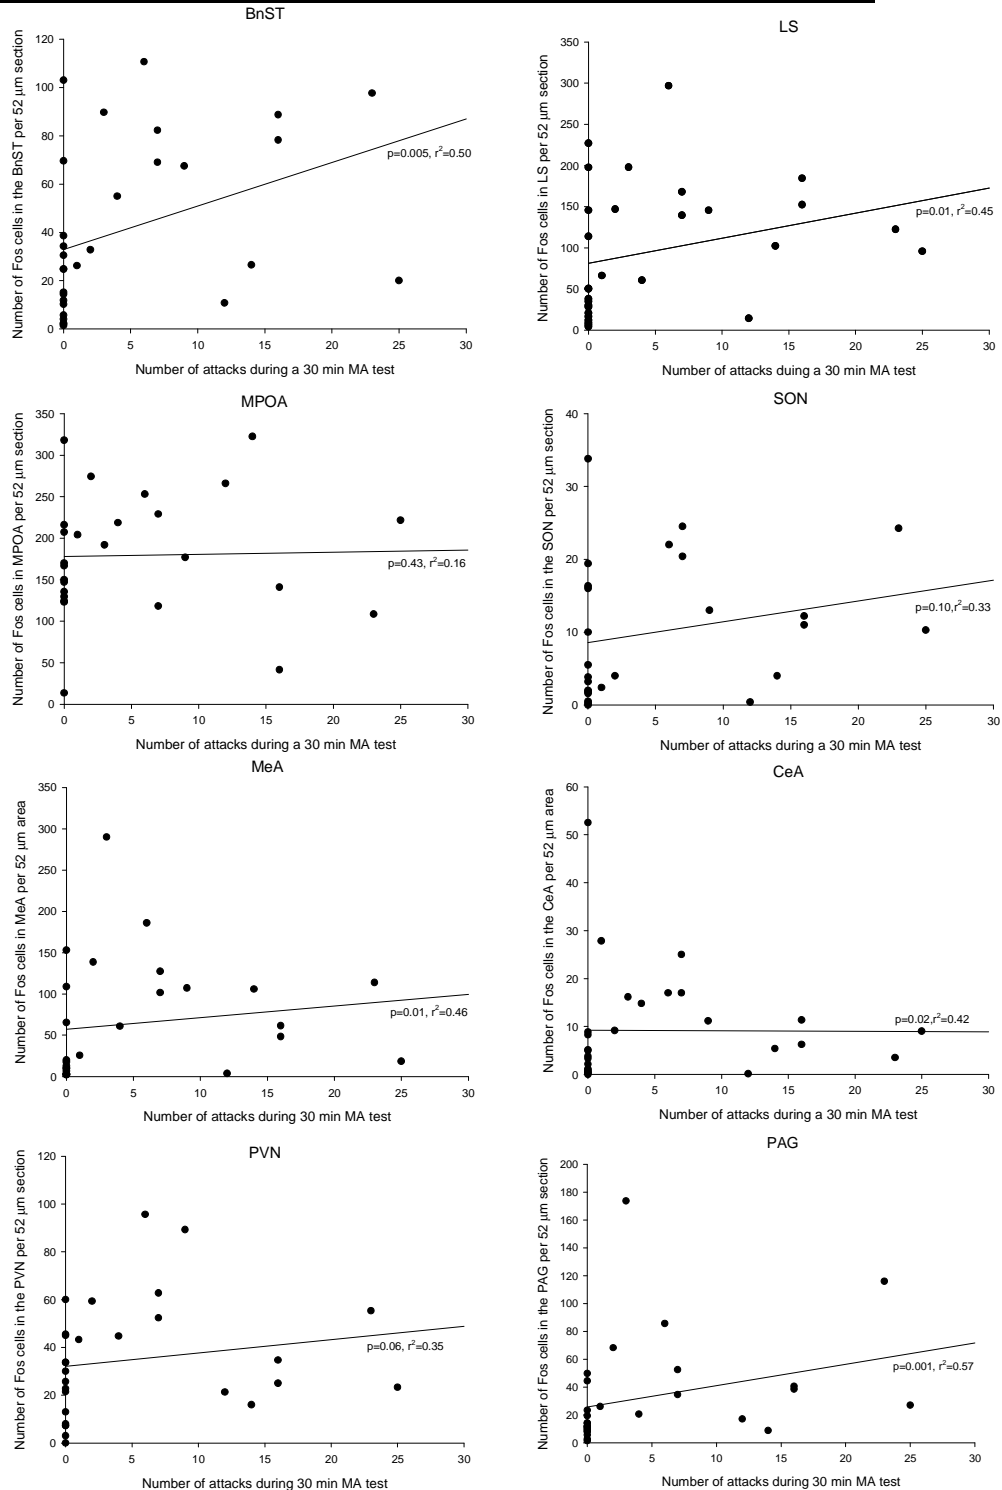 BnST
Number of Fos cells in the BnST per 52 µm section
120
100
80
60
40
20
0
p=0.005, r²=0.50
0 5 10 15 20 25 30
Number of attacks during a 30 min MA test
LS
Number of Fos cells in LS per 52 µm section
350
300
250
200
150
100
50
0
p=0.01, r²=0.45
0 5 10 15 20 25 30
Number of attacks during a 30 min MA test
MPOA
Number of Fos cells in MPOA per 52 µm section
350
300
250
200
150
100
50
0
p=0.43, r²=0.16
0 5 10 15 20 25 30
Number of attacks during a 30 min MA test
SON
Number of Fos cells in the SON per 52 µm section
40
30
20
10
0
p=0.10,r²=0.33
0 5 10 15 20 25 30
Number of attacks during a 30 min MA test
MeA
Number of Fos cells in MeA per 52 µm area
350
300
250
200
150
100
50
0
p=0.01, r²=0.46
0 5 10 15 20 25 30
Number of attacks during 30 min MA test
CeA
Number of Fos cells in the CeA per 52 µm area
60
50
40
30
20
10
0
p=0.02,r²=0.42
0 5 10 15 20 25 30
Number of attacks during a 30 min MA test
PVN
Number of Fos cells in the PVN per 52 µm section
120
100
80
60
40
20
0
p=0.06, r²=0.35
0 5 10 15 20 25 30
Number of attacks during 30 min MA test
PAG
Number of Fos cells in the PAG per 52 µm section
200
180
160
140
120
100
80
60
40
20
0
p=0.001, r²=0.57
0 5 10 15 20 25 30
Number of attacks during 30 min MA test